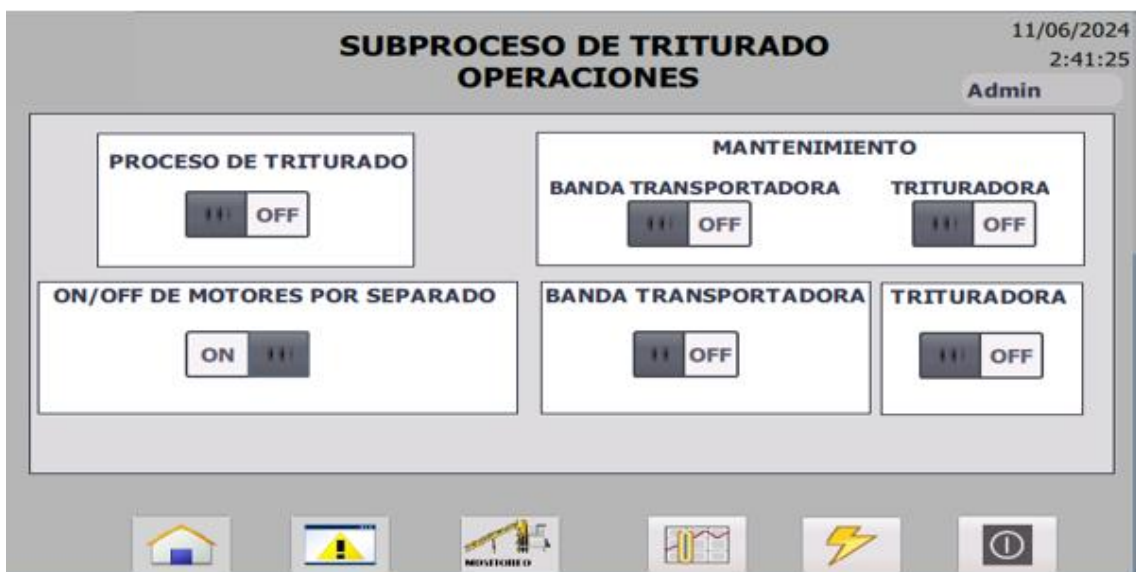 SUBPROCESO DE TRITURADO
OPERACIONES
11/06/2024
2:41:25
Admin
PROCESO DE TRITURADO
OFF
MANTENIMIENTO
BANDA TRANSPORTADORA TRITURADORA
OFF OFF
ON/OFF DE MOTORES POR SEPARADO
ON
BANDA TRANSPORTADORA
OFF
TRITURADORA
OFF
MONITOREO